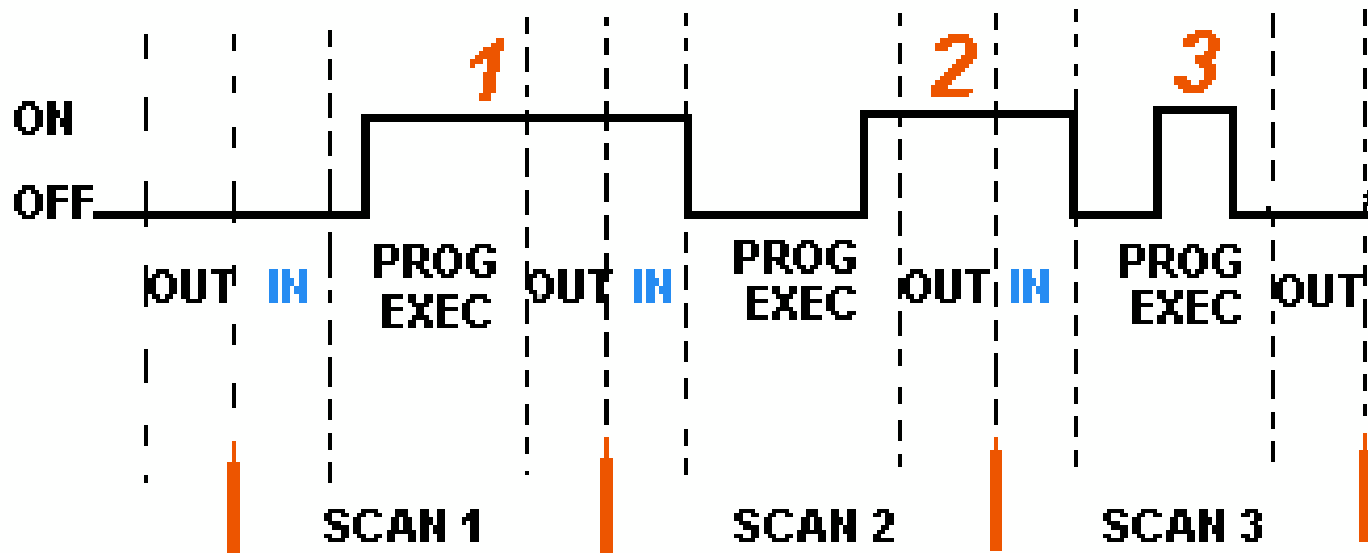 1 2 3
ON
OFF
OUT IN PROG EXEC OUT IN PROG EXEC OUT IN PROG EXEC OUT
SCAN 1 SCAN 2 SCAN 3